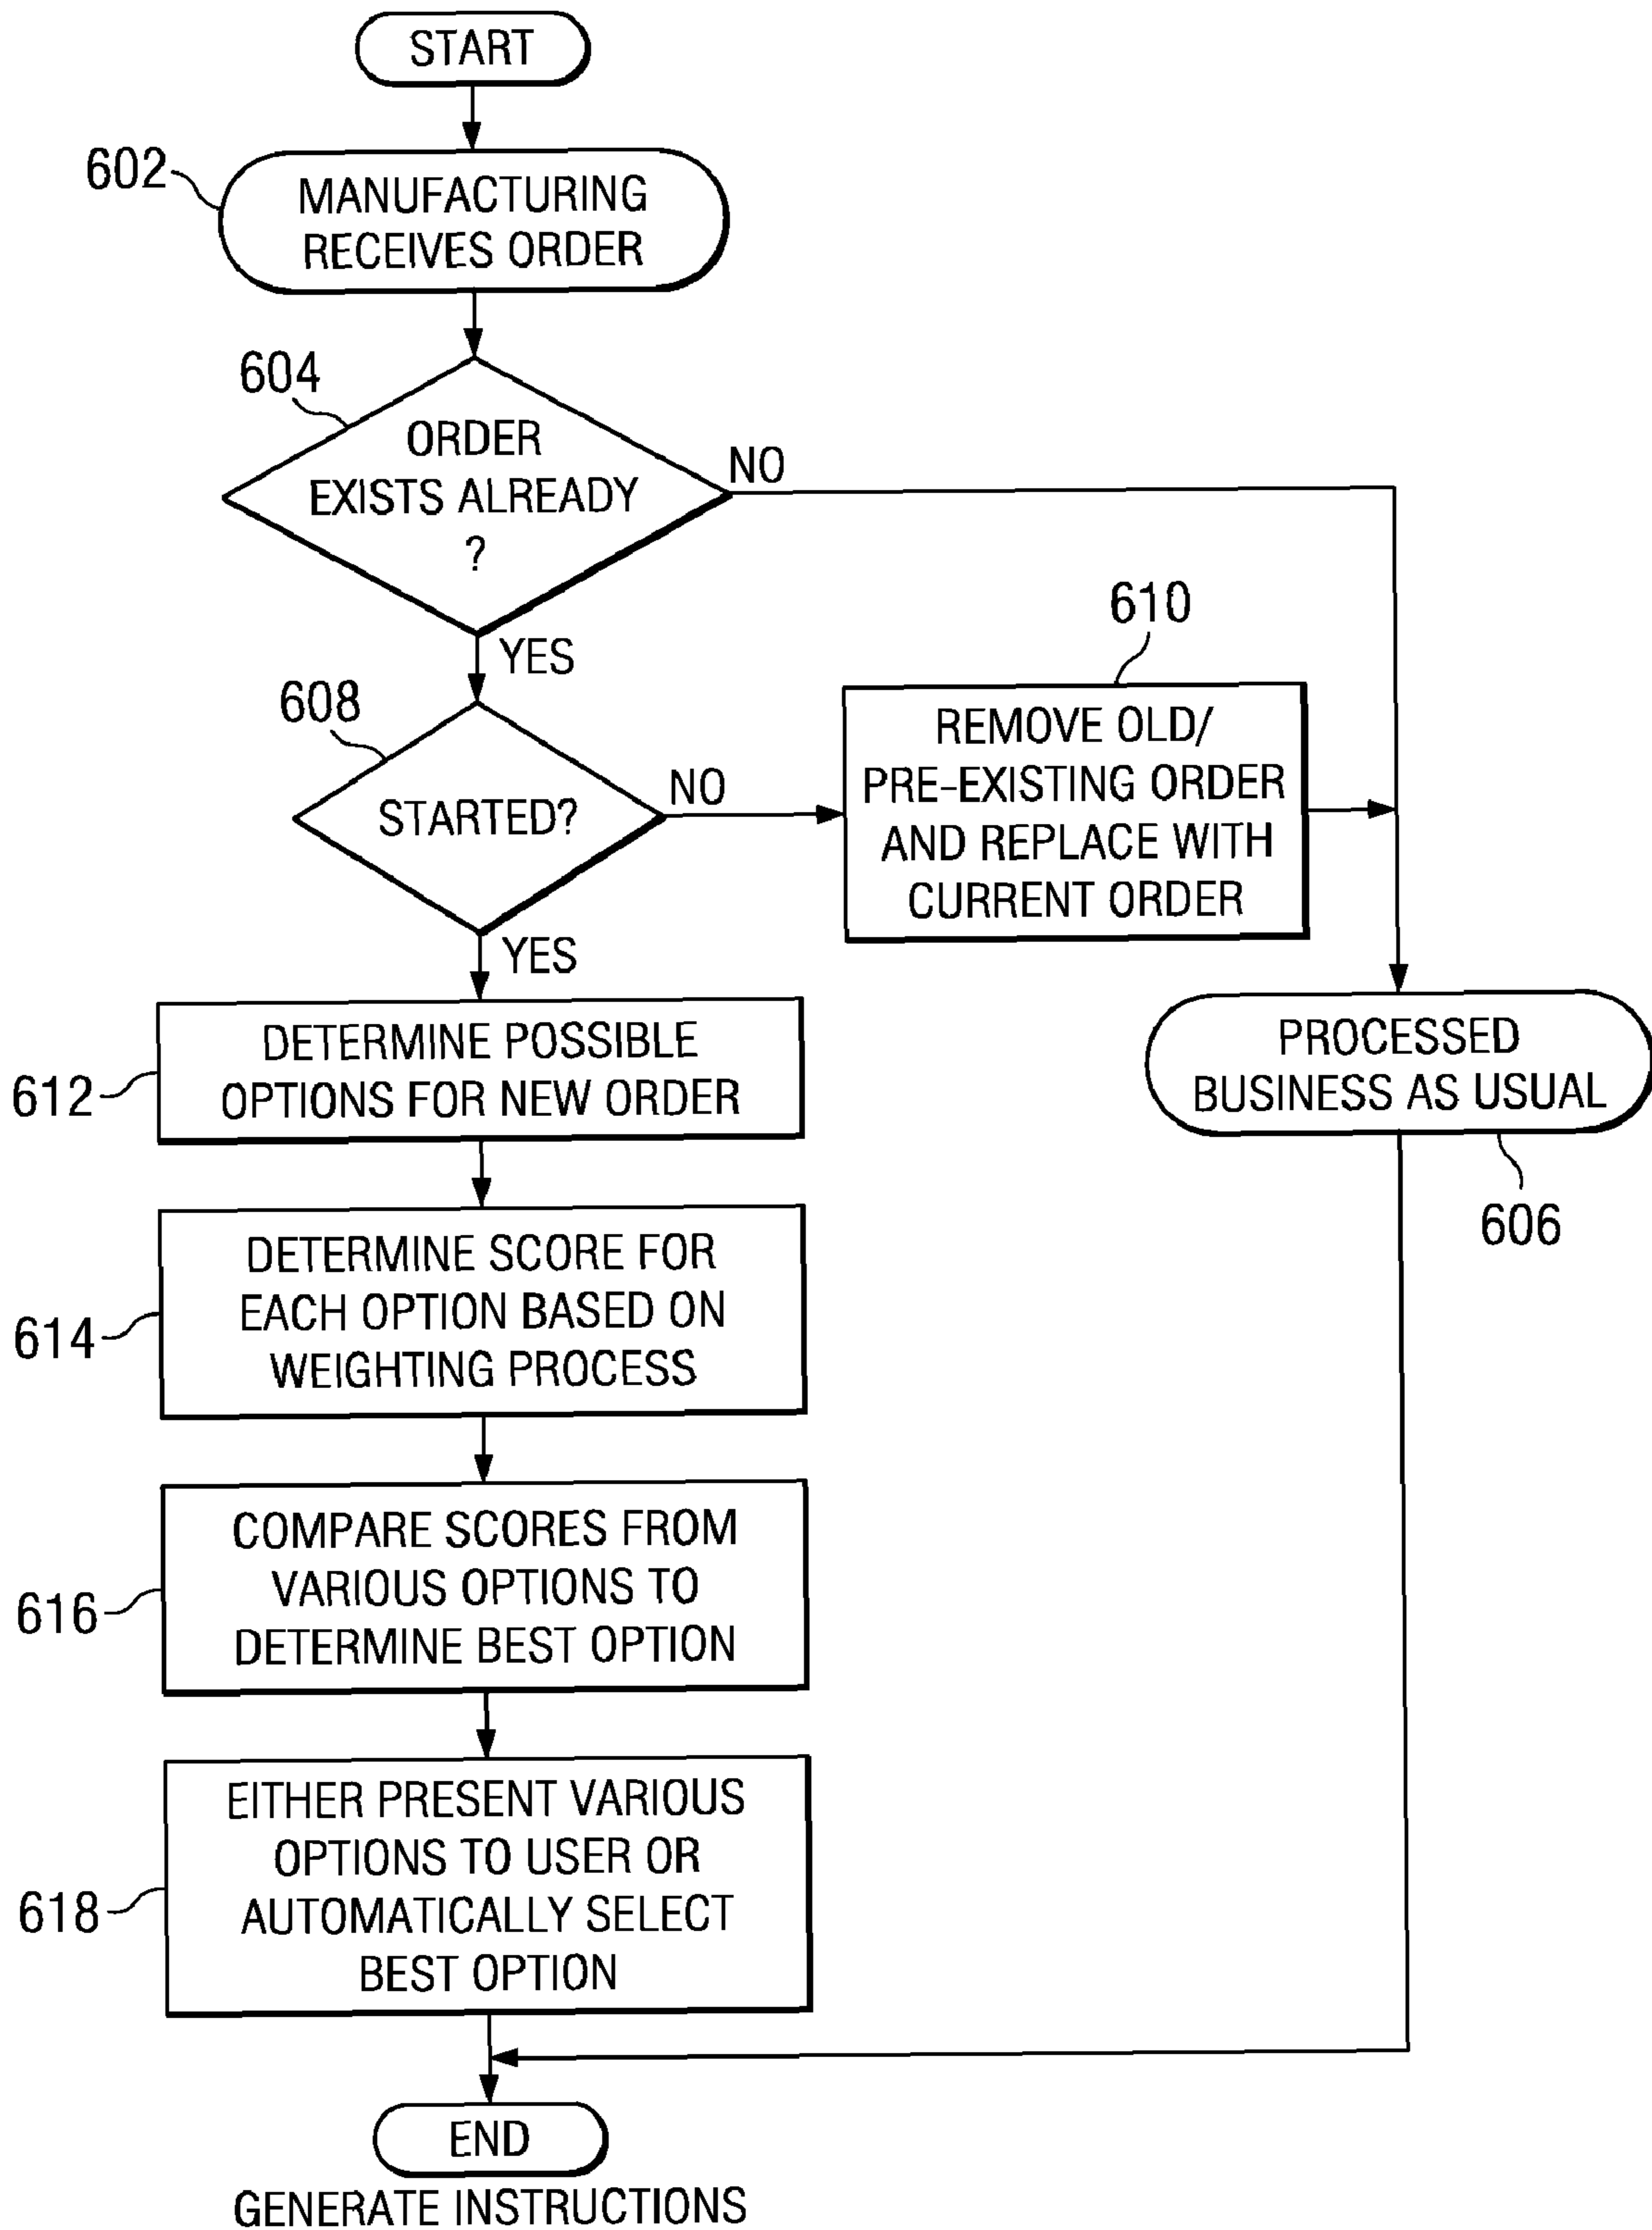 START
602
MANUFACTURING
RECEIVES ORDER
604
ORDER
EXISTS ALREADY
?
NO
YES
608
STARTED?
NO
610
REMOVE OLD/
PRE-EXISTING ORDER
AND REPLACE WITH
CURRENT ORDER
YES
PROCESSED
BUSINESS AS USUAL
606
612
DETERMINE POSSIBLE
OPTIONS FOR NEW ORDER
614
DETERMINE SCORE FOR
EACH OPTION BASED ON
WEIGHTING PROCESS
616
COMPARE SCORES FROM
VARIOUS OPTIONS TO
DETERMINE BEST OPTION
618
EITHER PRESENT VARIOUS
OPTIONS TO USER OR
AUTOMATICALLY SELECT
BEST OPTION
END
GENERATE INSTRUCTIONS